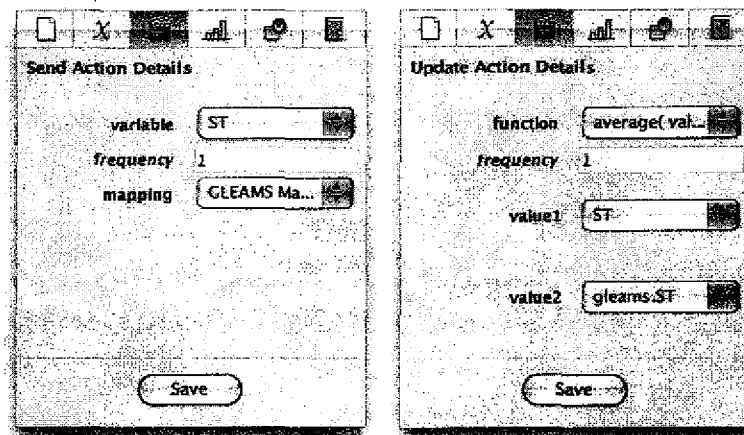 x
Send Action Details
variable ST
frequency 1
mapping GLEAMS Ma...
Save
x
Update Action Details
function average( val...
frequency 1
value1 ST
value2 gleams.ST
Save